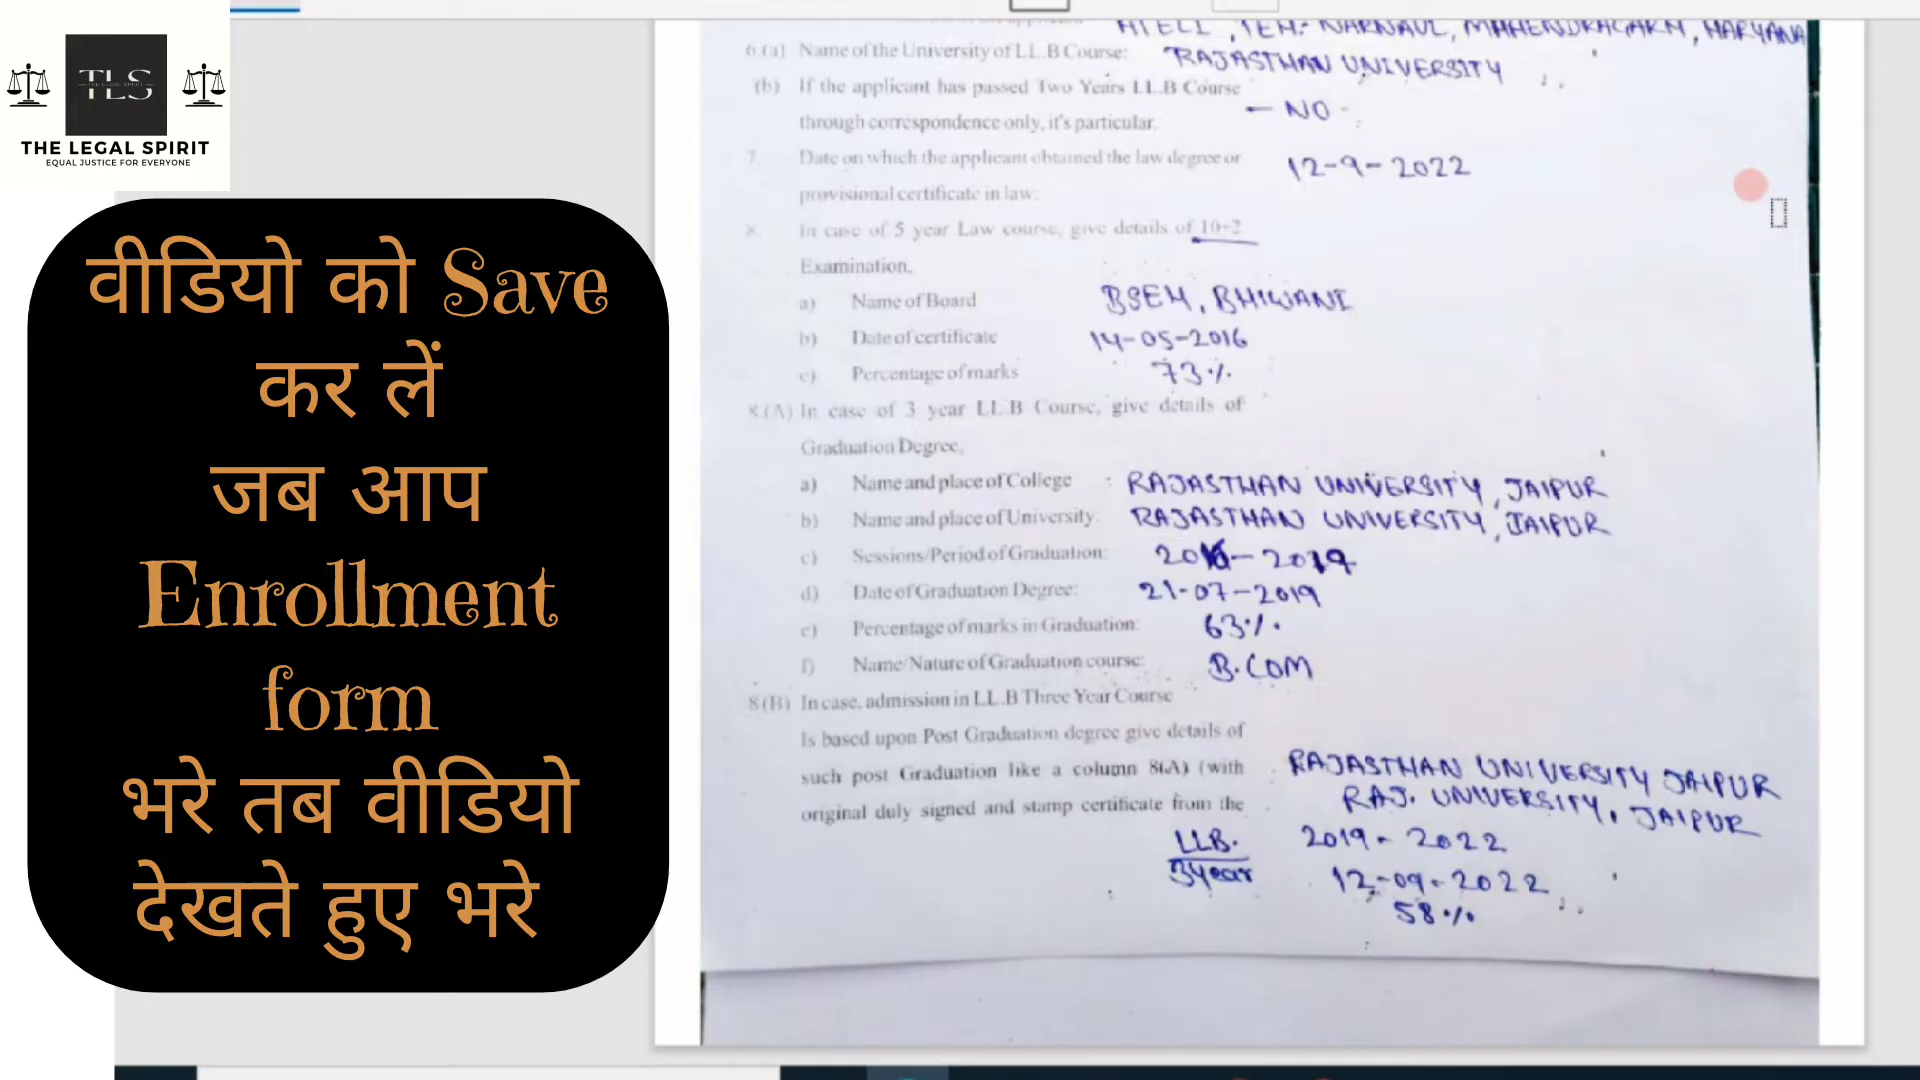 TLS
THE LEGAL SPIRIT
THE LEGAL SPIRIT
EQUAL JUSTICE FOR EVERYONE
वीडियो को Save
कर लें
जब आप
Enrollment
form
भरे तब वीडियो
देखते हुए भरे
ATELI, TEH- NARNAUL, MAHENDRAGARH, HARYANA
6.(a) Name of the University of LL.B Course: RAJASTHAN UNIVERSITY
(b) If the applicant has passed Two Years LL.B Course
through correspondence only, it's particular. - NO -
7. Date on which the applicant obtained the law degree or 12-9-2022
provisional certificate in law:
8. In case of 5 year Law course, give details of 10+2
Examination,
a) Name of Board BSEH, BHIWANI
b) Date of certificate 14-05-2016
c) Percentage of marks 73%
8.(A) In case of 3 year LL.B Course, give details of
Graduation Degree,
a) Name and place of College : RAJASTHAN UNIVERSITY, JAIPUR
b) Name and place of University: RAJASTHAN UNIVERSITY, JAIPUR
c) Sessions/Period of Graduation: 2016-2019
d) Date of Graduation Degree: 21-07-2019
e) Percentage of marks in Graduation: 63%
f) Name/Nature of Graduation course: B.COM
8(B) In case, admission in LL.B Three Year Course
Is based upon Post Graduation degree give details of
such post Graduation like a column 8(A) (with : RAJASTHAN UNIVERSITY JAIPUR
original duly signed and stamp certificate from the RAJ. UNIVERSITY, JAIPUR
LLB. 2019-2022
3year 12-09-2022
58%